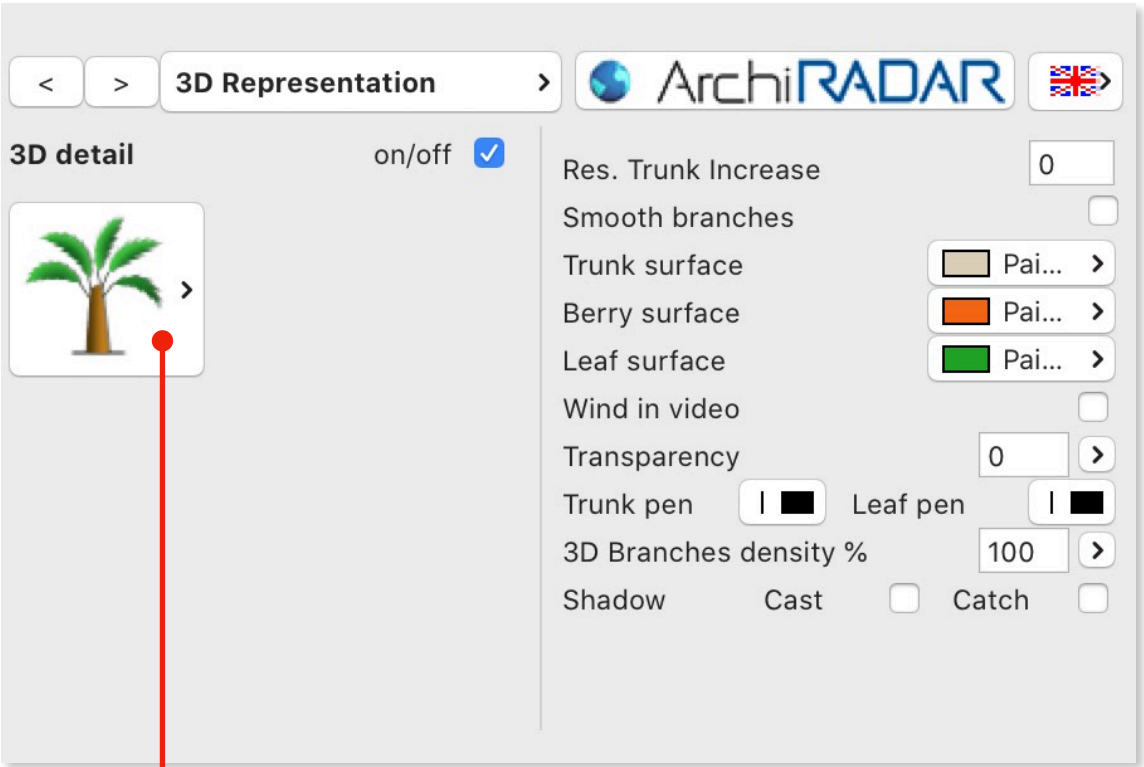 < > 3D Representation > ArchiRADAR >
3D detail on/off
>
Res. Trunk Increase 0
Smooth branches
Trunk surface Pai... >
Berry surface Pai... >
Leaf surface Pai... >
Wind in video
Transparency 0 >
Trunk pen Leaf pen
3D Branches density % 100 >
Shadow Cast Catch